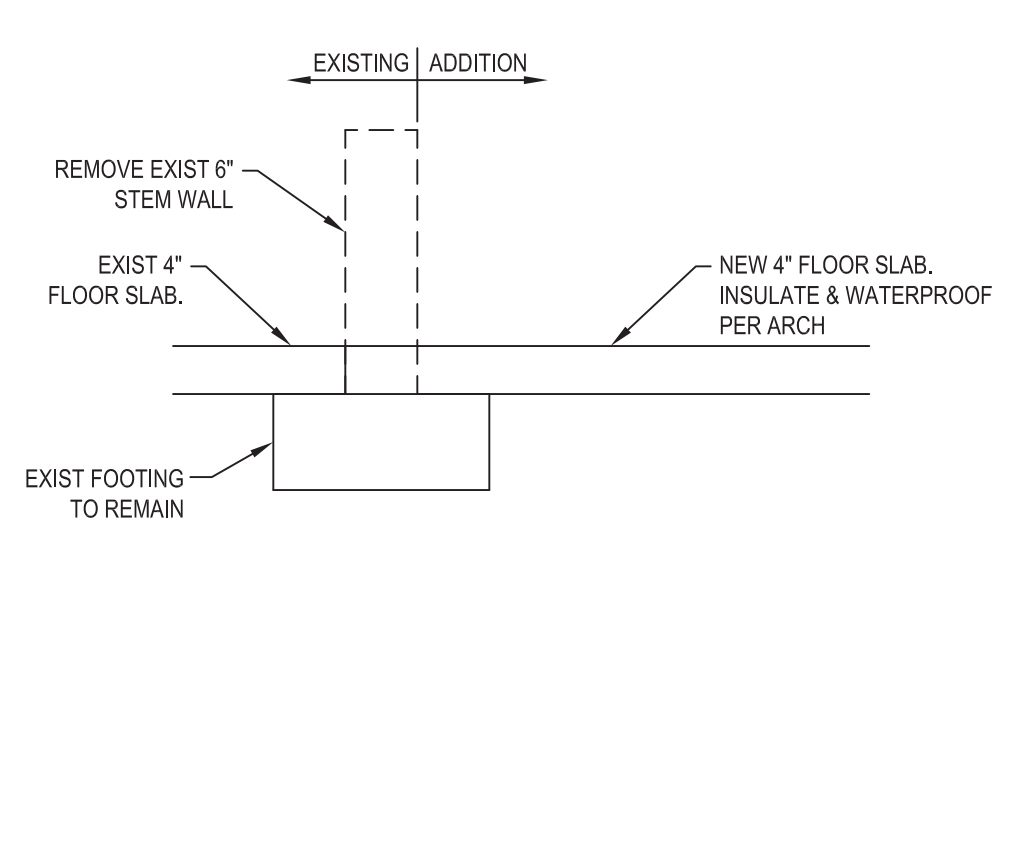 EXISTING ADDITION
REMOVE EXIST 6"
STEM WALL
EXIST 4"
FLOOR SLAB.
NEW 4" FLOOR SLAB.
INSULATE & WATERPROOF
PER ARCH
EXIST FOOTING
TO REMAIN